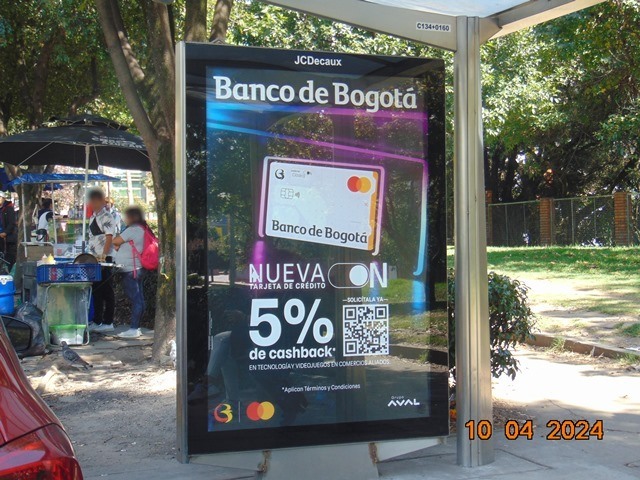 C134+0160
JCDecaux
Banco de Bogotá
Banco de Bogotá
NUEVA ON
TARJETA DE CRÉDITO
SOLICÍTALA YA
5%
de cashback*
EN TECNOLOGÍA Y VIDEOJUEGOS EN COMERCIOS ALIADOS
*Aplican Términos y Condiciones
GRUPO
AVAL
10 04 2024